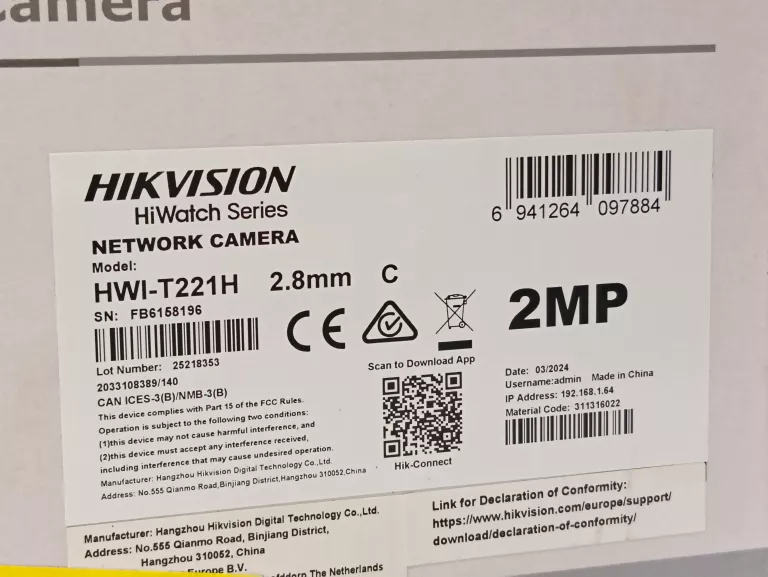 Camera
HIKVISION
HiWatch Series
NETWORK CAMERA
Model:
HWI-T221H 2.8mm C
SN: FB6158196
Lot Number: 25218353
2033108389/140
CAN ICES-3(B)/NMB-3(B)
This device complies with Part 15 of the FCC Rules.
Operation is subject to the following two conditions:
(1)this device may not cause harmful interference, and
(2)this device must accept any interference received,
including interference that may cause undesired operation.
Manufacturer: Hangzhou Hikvision Digital Technology Co.,Ltd.
Address: No.555 Qianmo Road,Binjiang District,Hangzhou 310052,China
6 941264 097884
CE
2MP
Scan to Download App
Hik-Connect
Date: 03/2024
Username:admin Made in China
IP Address: 192.168.1.64
Material Code: 311316022
Manufacturer: Hangzhou Hikvision Digital Technology Co.,Ltd.
Address: No.555 Qianmo Road, Binjiang District,
Hangzhou 310052, China
Europe B.V.
The Netherlands
Link for Declaration of Conformity:
https://www.hikvision.com/europe/support/
download/declaration-of-conformity/